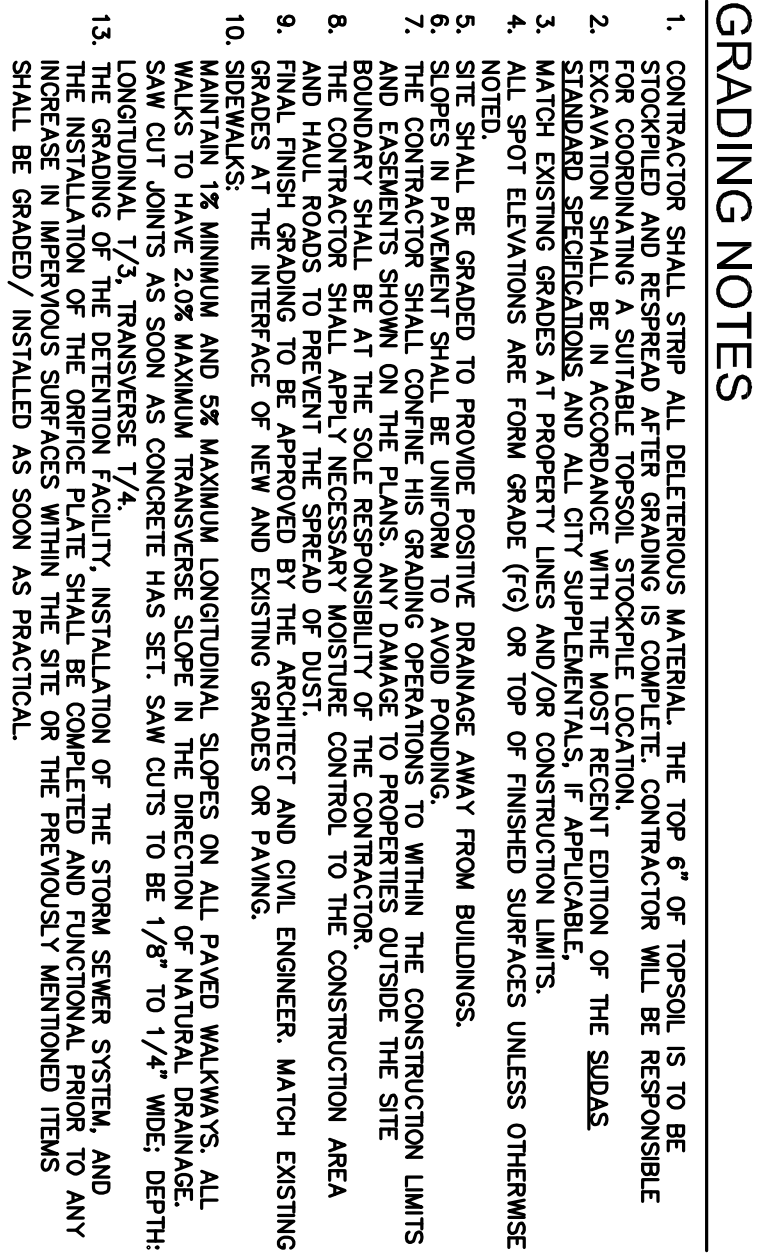 GRADING NOTES
1. CONTRACTOR SHALL STRIP ALL DELETERIOUS MATERIAL. THE TOP 6" OF TOPSOIL IS TO BE
STOCKPILED AND RESPREAD AFTER GRADING IS COMPLETE. CONTRACTOR WILL BE RESPONSIBLE
FOR COORDINATING A SUITABLE TOPSOIL STOCKPILE LOCATION.
2. EXCAVATION SHALL BE IN ACCORDANCE WITH THE MOST RECENT EDITION OF THE SUDAS
STANDARD SPECIFICATIONS AND ALL CITY SUPPLEMENTALS, IF APPLICABLE,
3. MATCH EXISTING GRADES AT PROPERTY LINES AND/OR CONSTRUCTION LIMITS.
4. ALL SPOT ELEVATIONS ARE FORM GRADE (FG) OR TOP OF FINISHED SURFACES UNLESS OTHERWISE
NOTED.
5. SITE SHALL BE GRADED TO PROVIDE POSITIVE DRAINAGE AWAY FROM BUILDINGS.
6. SLOPES IN PAVEMENT SHALL BE UNIFORM TO AVOID PONDING.
7. THE CONTRACTOR SHALL CONFINE HIS GRADING OPERATIONS TO WITHIN THE CONSTRUCTION LIMITS
AND EASEMENTS SHOWN ON THE PLANS. ANY DAMAGE TO PROPERTIES OUTSIDE THE SITE
BOUNDARY SHALL BE AT THE SOLE RESPONSIBILITY OF THE CONTRACTOR.
8. THE CONTRACTOR SHALL APPLY NECESSARY MOISTURE CONTROL TO THE CONSTRUCTION AREA
AND HAUL ROADS TO PREVENT THE SPREAD OF DUST.
9. FINAL FINISH GRADING TO BE APPROVED BY THE ARCHITECT AND CIVIL ENGINEER. MATCH EXISTING
GRADES AT THE INTERFACE OF NEW AND EXISTING GRADES OR PAVING.
10. SIDEWALKS:
MAINTAIN 1% MINIMUM AND 5% MAXIMUM LONGITUDINAL SLOPES ON ALL PAVED WALKWAYS. ALL
WALKS TO HAVE 2.0% MAXIMUM TRANSVERSE SLOPE IN THE DIRECTION OF NATURAL DRAINAGE.
SAW CUT JOINTS AS SOON AS CONCRETE HAS SET. SAW CUTS TO BE 1/8" TO 1/4" WIDE; DEPTH:
LONGITUDINAL T/3, TRANSVERSE T/4.
13. THE GRADING OF THE DETENTION FACILITY, INSTALLATION OF THE STORM SEWER SYSTEM, AND
THE INSTALLATION OF THE ORIFICE PLATE SHALL BE COMPLETED AND FUNCTIONAL PRIOR TO ANY
INCREASE IN IMPERVIOUS SURFACES WITHIN THE SITE OR THE PREVIOUSLY MENTIONED ITEMS
SHALL BE GRADED/ INSTALLED AS SOON AS PRACTICAL.